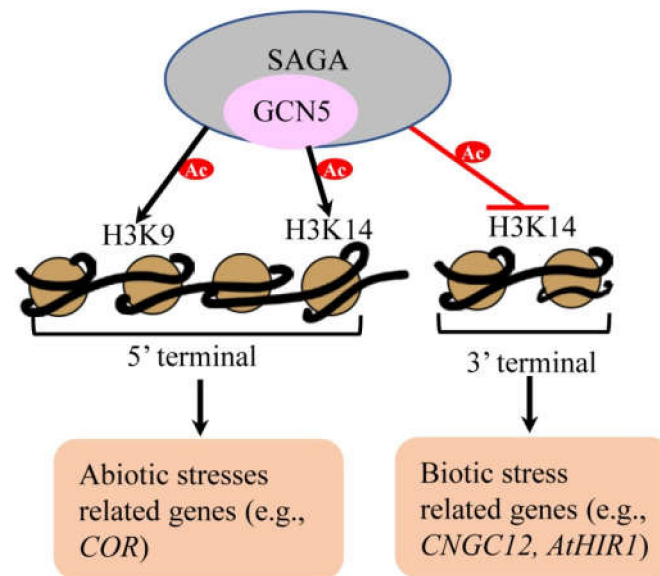 SAGA
GCN5
Ac
Ac
Ac
H3K9
H3K14
H3K14
5’ terminal
3’ terminal
Abiotic stresses
related genes (e.g.,
COR)
Biotic stress
related genes (e.g.,
CNGC12, AtHIR1)